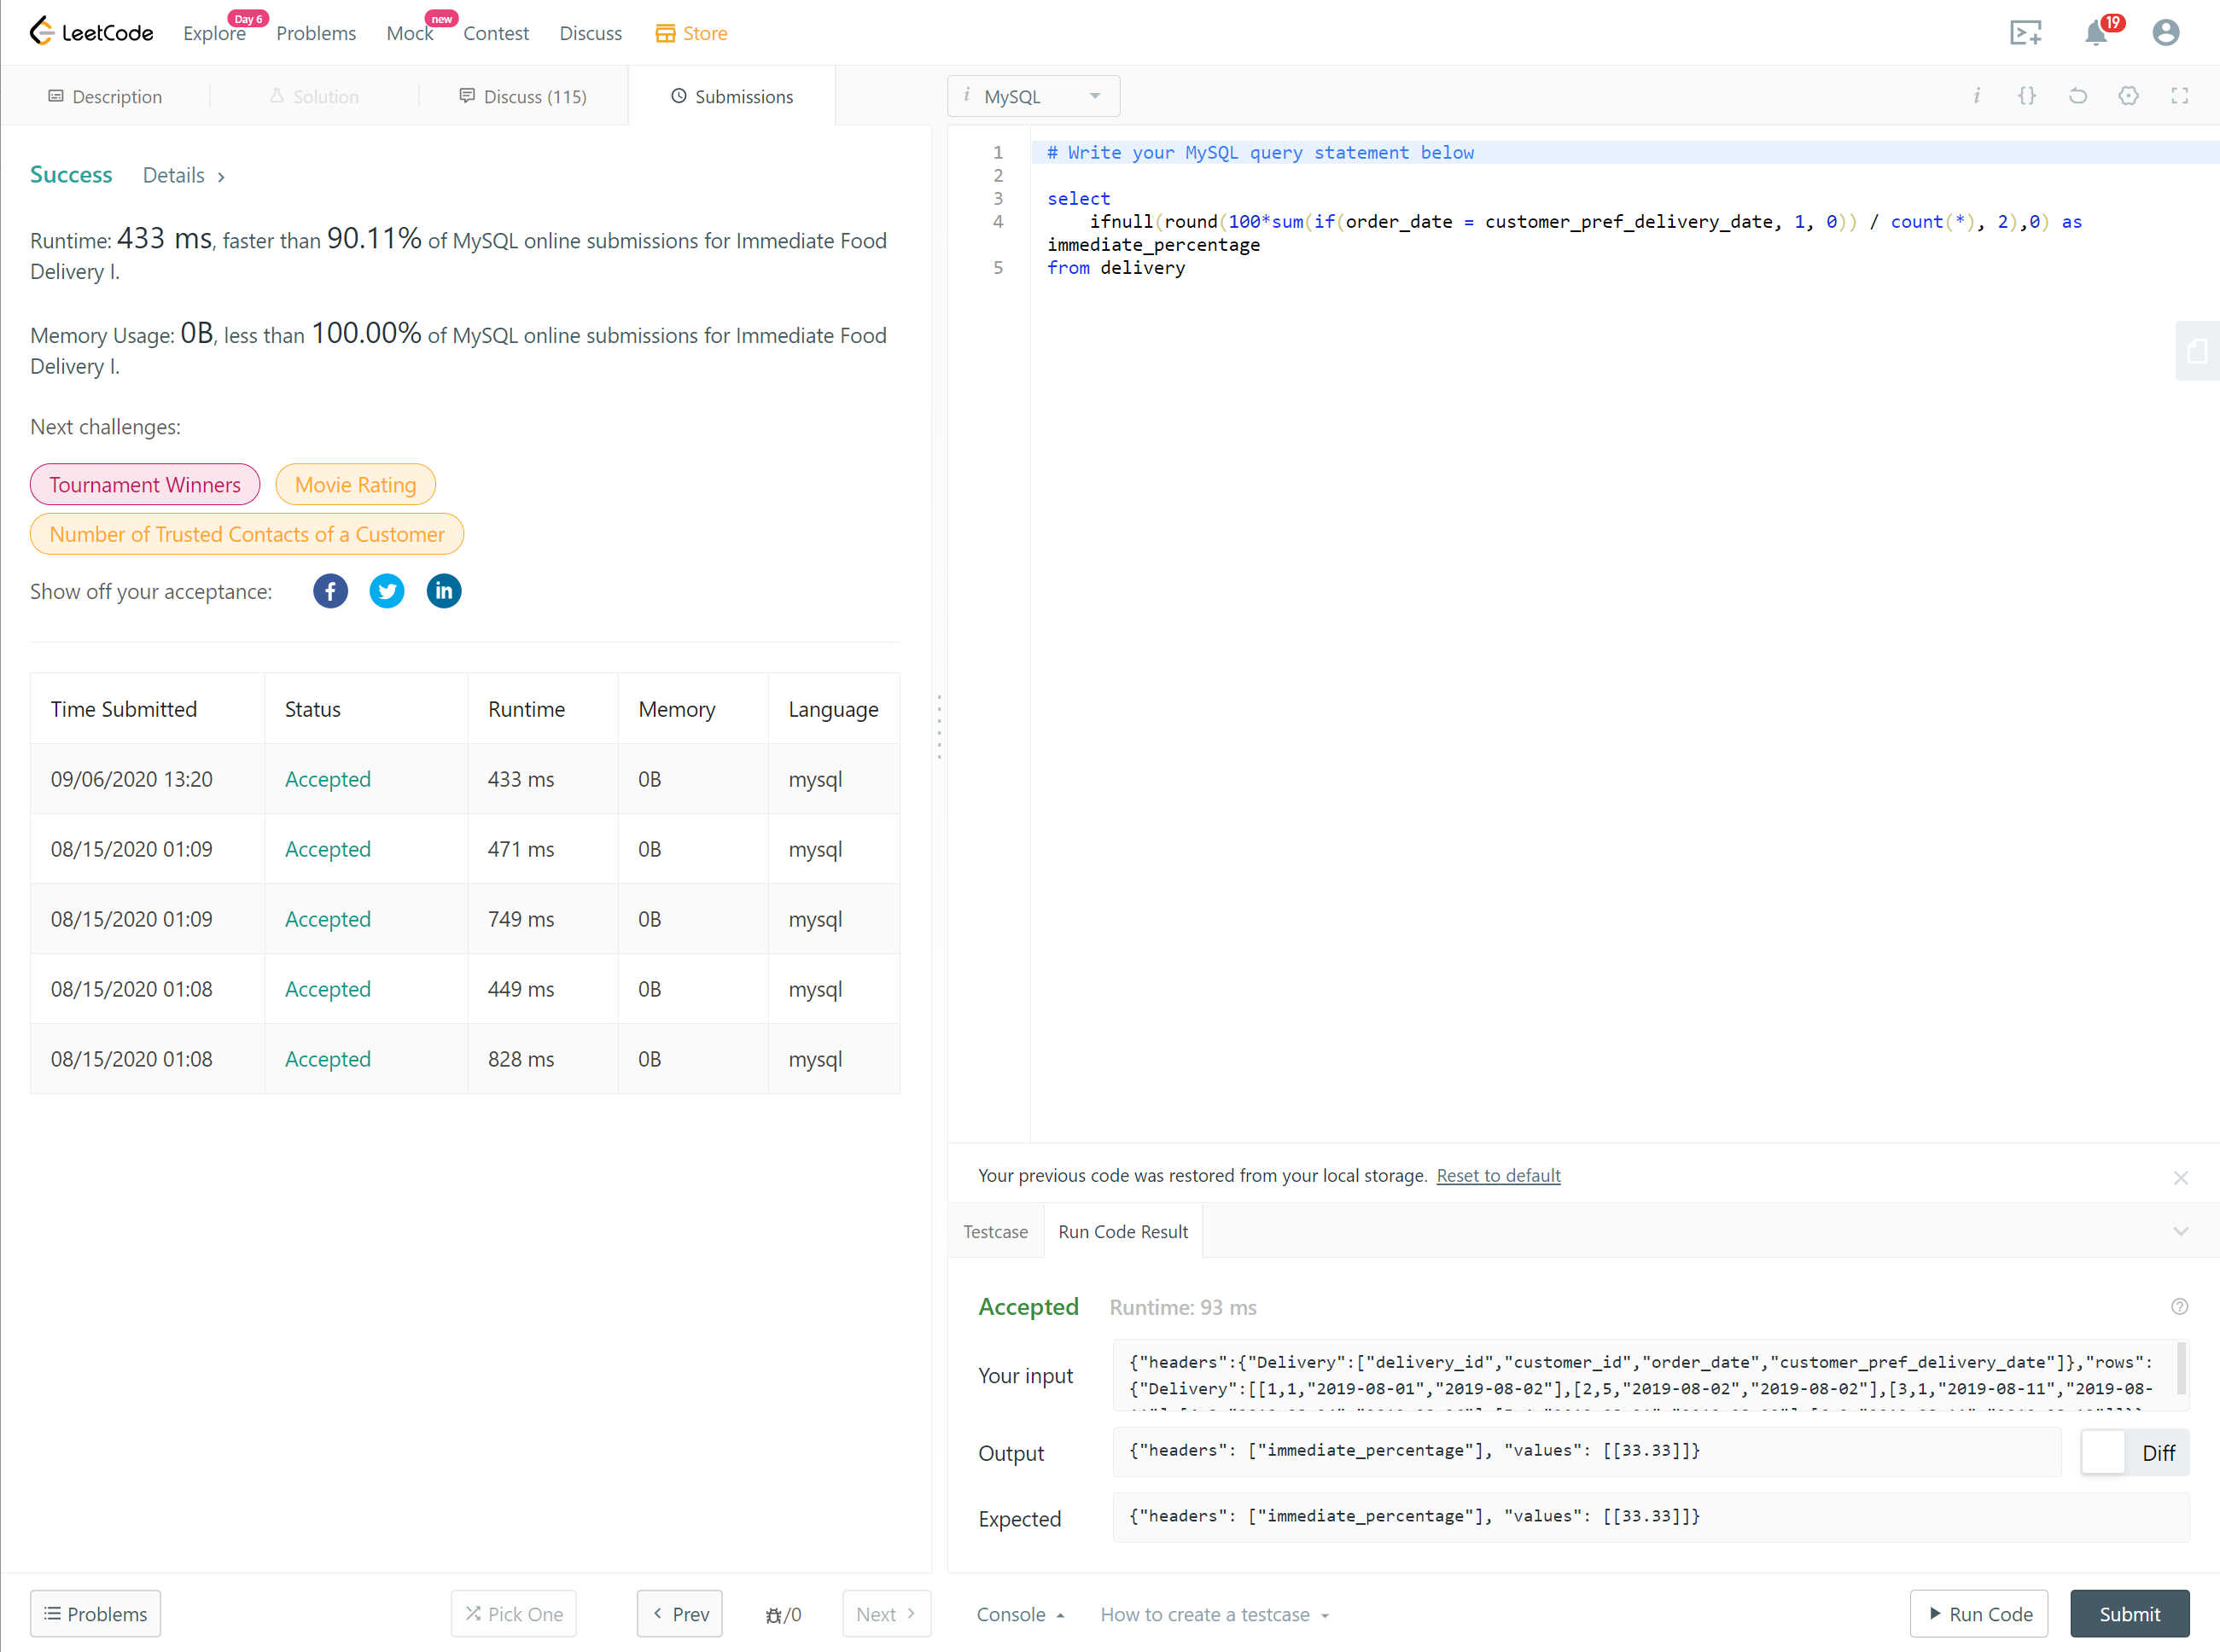 LeetCode
Explore
Day 6
Problems
Mock
new
Contest
Discuss
Store
19
Description
Solution
Discuss (115)
Submissions
i MySQL
i {}
Success Details >
Runtime: 433 ms, faster than 90.11% of MySQL online submissions for Immediate Food
Delivery I.
Memory Usage: 0B, less than 100.00% of MySQL online submissions for Immediate Food
Delivery I.
Next challenges:
Tournament Winners Movie Rating
Number of Trusted Contacts of a Customer
Show off your acceptance:
Time Submitted Status Runtime Memory Language
09/06/2020 13:20 Accepted 433 ms 0B mysql
08/15/2020 01:09 Accepted 471 ms 0B mysql
08/15/2020 01:09 Accepted 749 ms 0B mysql
08/15/2020 01:08 Accepted 449 ms 0B mysql
08/15/2020 01:08 Accepted 828 ms 0B mysql
1 # Write your MySQL query statement below
2
3 select
4 ifnull(round(100*sum(if(order_date = customer_pref_delivery_date, 1, 0)) / count(*), 2),0) as
immediate_percentage
5 from delivery
Your previous code was restored from your local storage. Reset to default
Testcase Run Code Result
Accepted Runtime: 93 ms
Your input
{"headers":{"Delivery":["delivery_id","customer_id","order_date","customer_pref_delivery_date"]},"rows":
{"Delivery":[[1,1,"2019-08-01","2019-08-02"],[2,5,"2019-08-02","2019-08-02"],[3,1,"2019-08-11","2019-08-
Output {"headers": ["immediate_percentage"], "values": [[33.33]]} Diff
Expected {"headers": ["immediate_percentage"], "values": [[33.33]]}
Problems Pick One < Prev /0 Next > Console How to create a testcase Run Code Submit